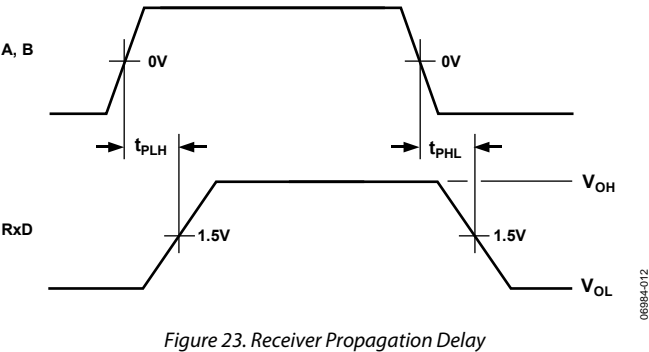 A, B
0V
0V
tPLH
tPHL
VOH
RxD
1.5V
1.5V
VOL
06984-012
Figure 23. Receiver Propagation Delay